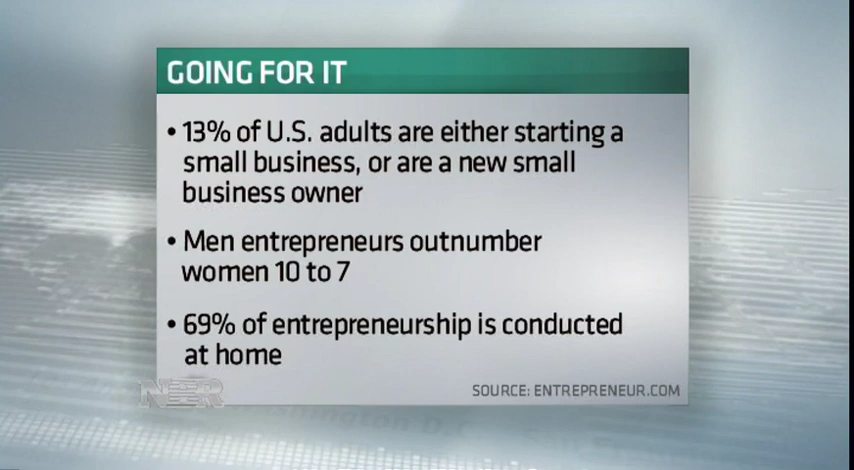 GOING FOR IT
• 13% of U.S. adults are either starting a
small business, or are a new small
business owner
• Men entrepreneurs outnumber
women 10 to 7
• 69% of entrepreneurship is conducted
at home
SOURCE: ENTREPRENEUR.COM
NBR
Washington D.C.